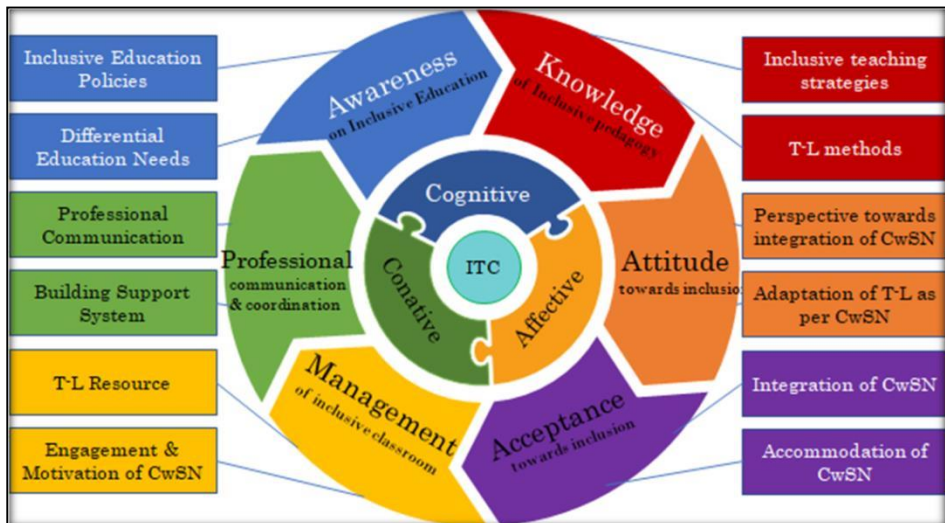 Inclusive Education
Policies
Differential
Education Needs
Professional
Communication
Building Support
System
T-L Resource
Engagement &
Motivation of CwSN
Awareness
on Inclusive Education
Knowledge
of Inclusive pedagogy
Attitude
towards inclusion
Acceptance
towards inclusion
Management
of inclusive classroom
Professional
communication
& coordination
Cognitive
Affective
Conative
ITC
Inclusive teaching
strategies
T-L methods
Perspective towards
integration of CwSN
Adaptation of T-L as
per CwSN
Integration of CwSN
Accommodation of
CwSN